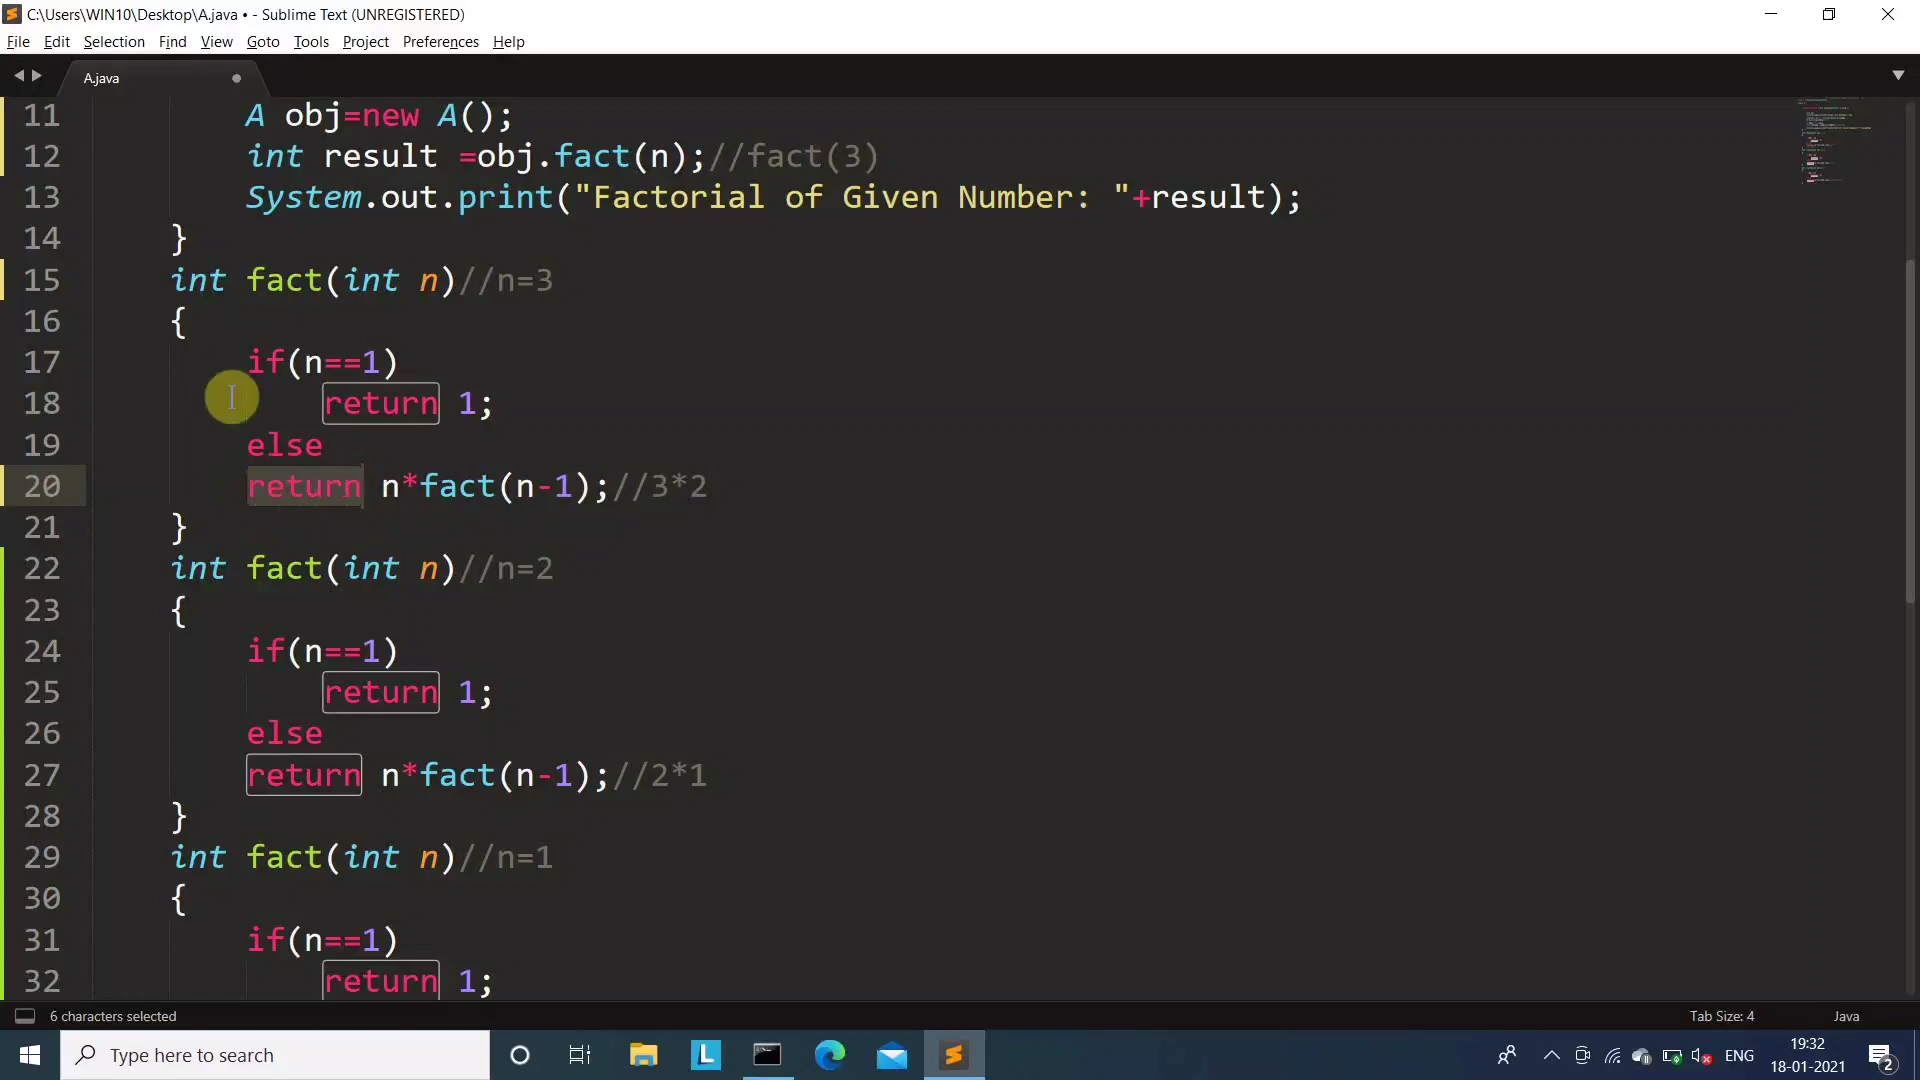 C:\Users\WIN10\Desktop\A.java • - Sublime Text (UNREGISTERED)
File Edit Selection Find View Goto Tools Project Preferences Help
A.java
11 A obj=new A();
12 int result =obj.fact(n);//fact(3)
13 System.out.print("Factorial of Given Number: "+result);
14 }
15 int fact(int n)//n=3
16 {
17 if(n==1)
18 return 1;
19 else
20 return n*fact(n-1);//3*2
21 }
22 int fact(int n)//n=2
23 {
24 if(n==1)
25 return 1;
26 else
27 return n*fact(n-1);//2*1
28 }
29 int fact(int n)//n=1
30 {
31 if(n==1)
32 return 1;
6 characters selected Tab Size: 4 Java
Type here to search L ENG 19:32
18-01-2021 2